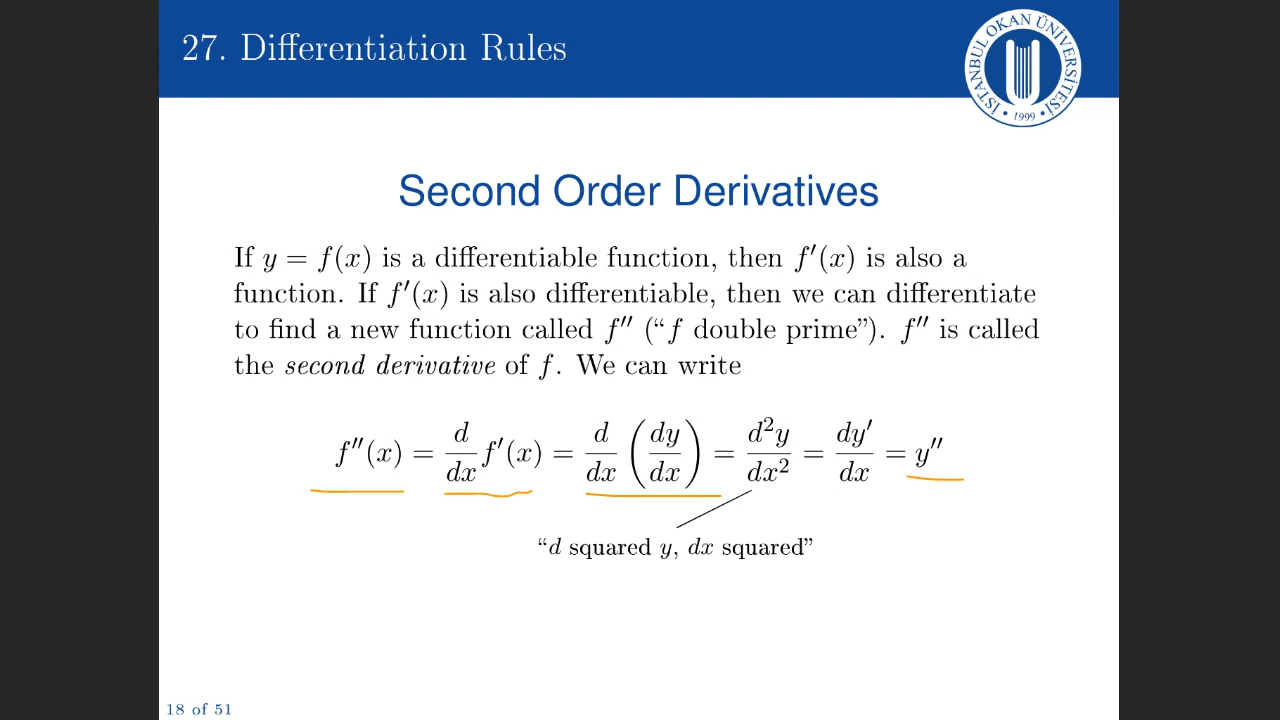 27. Differentiation Rules
İSTANBUL OKAN ÜNİVERSİTESİ
• 1999 •
Second Order Derivatives
If y = f(x) is a differentiable function, then f′(x) is also a
function. If f′(x) is also differentiable, then we can differentiate
to find a new function called f″ (“f double prime”). f″ is called
the second derivative of f. We can write
f″(x) = d/dx f′(x) = d/dx (dy/dx) = d²y/dx² = dy′/dx = y″
“d squared y, dx squared”
18 of 51